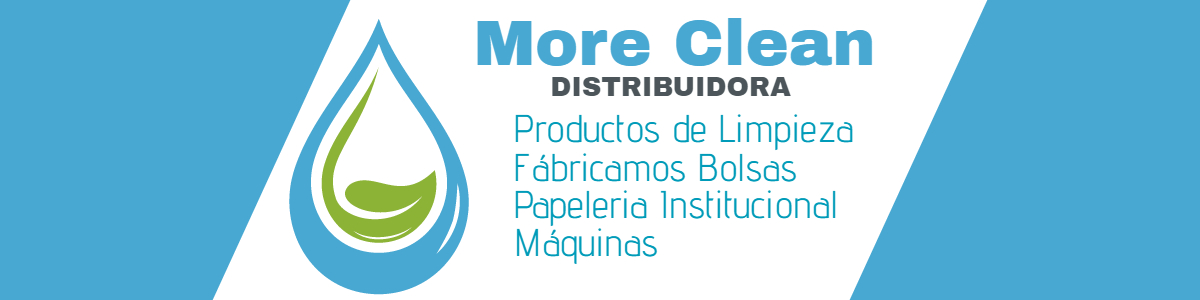 More Clean
DISTRIBUIDORA
Productos de Limpieza
Fábricamos Bolsas
Papeleria Institucional
Máquinas